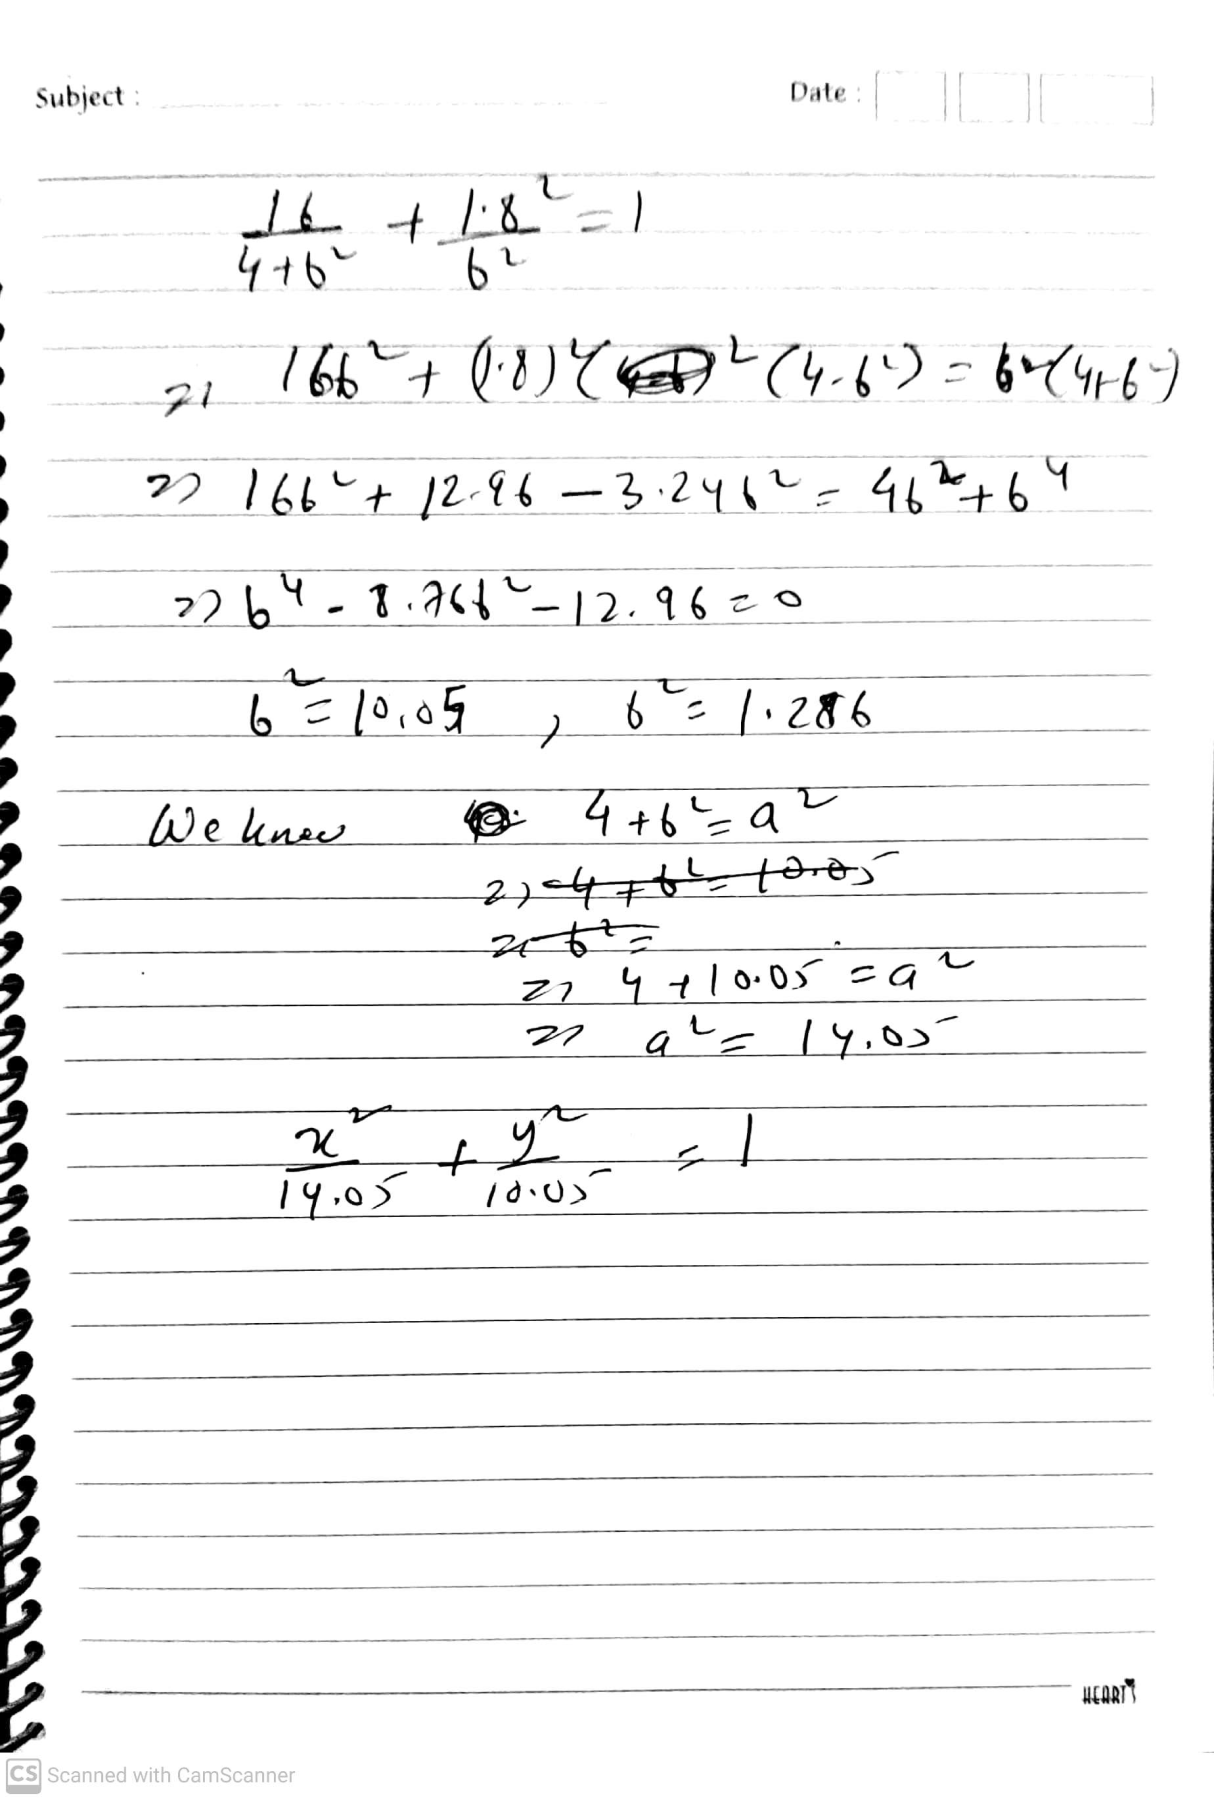 Subject :
Date :
16/(4+b²) + 1.8²/b² = 1
⇒ 16b² + (1.8)² (4-b²) = b²(4+b²)
⇒ 16b² + 12.96 - 3.24b² = 4b² + b⁴
⇒ b⁴ - 8.76b² - 12.96 = 0
b² = 10.05 , b² = 1.286
We know 4 + b² = a²
⇒ 4 + b² = 10.05
⇒ b² =
⇒ 4 + 10.05 = a²
⇒ a² = 14.05
x²/14.05 + y²/10.05 = 1
HEART
CS Scanned with CamScanner